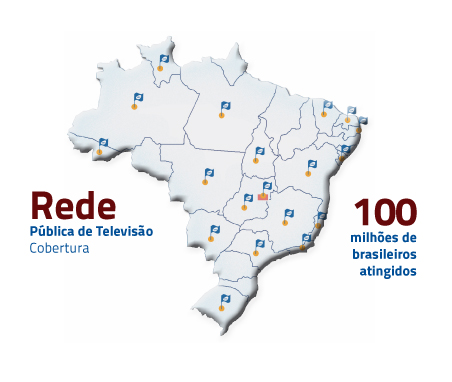 Rede
Pública de Televisão
Cobertura
100
milhões de
brasileiros
atingidos